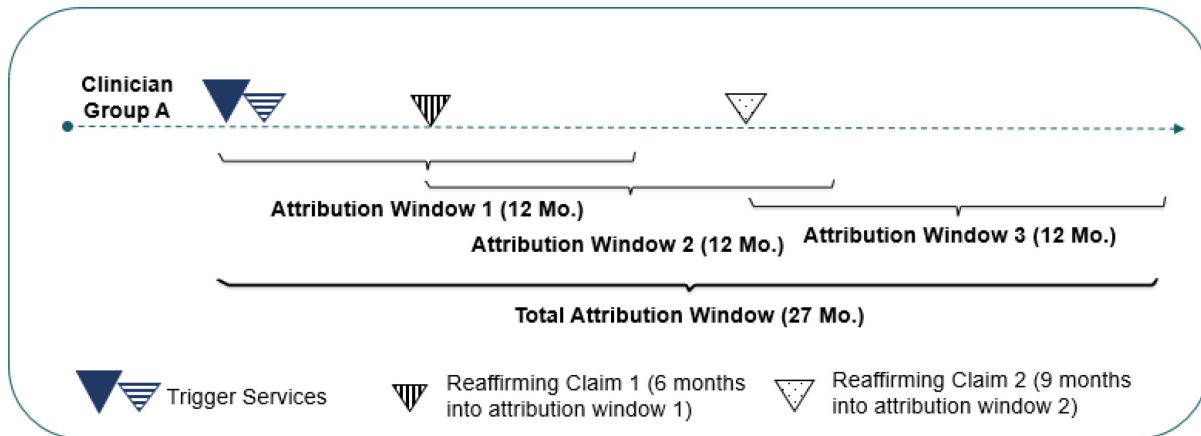 Clinician
Group A
Attribution Window 1 (12 Mo.)
Attribution Window 2 (12 Mo.)
Attribution Window 3 (12 Mo.)
Total Attribution Window (27 Mo.)
Trigger Services
Reaffirming Claim 1 (6 months
into attribution window 1)
Reaffirming Claim 2 (9 months
into attribution window 2)